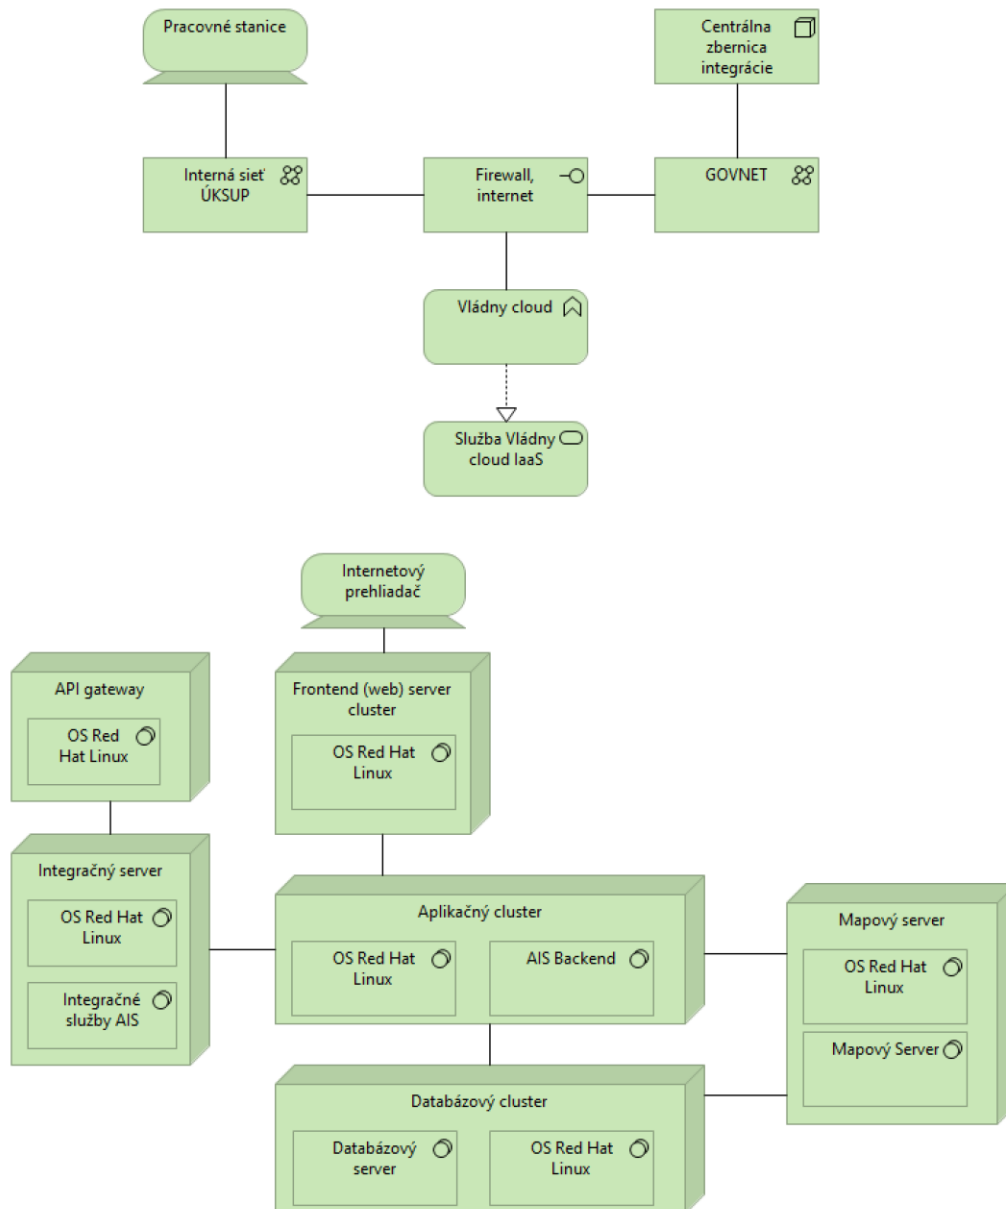 Pracovné stanice
Centrálna
zbernica
integrácie
Interná sieť
ÚKSUP
Firewall,
internet
GOVNET
Vládny cloud
Služba Vládny
cloud IaaS
Internetový
prehliadač
API gateway
OS Red
Hat Linux
Frontend (web) server
cluster
OS Red Hat
Linux
Integračný server
OS Red Hat
Linux
Integračné
služby AIS
Aplikačný cluster
OS Red Hat
Linux
AIS Backend
Mapový server
OS Red Hat
Linux
Mapový Server
Databázový cluster
Databázový
server
OS Red Hat
Linux